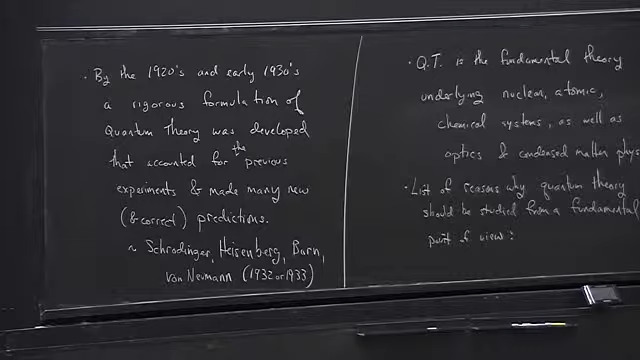 · By the 1920's and early 1930's
a rigorous formulation of
Quantum Theory was developed
that accounted for the previous
experiments & made many new
(& correct) predictions.
~ Schrodinger, Heisenberg, Born,
von Neumann (1932 or 1933)
· Q.T. is the fundamental theory
underlying nuclear, atomic,
chemical systems, as well as
optics & condensed matter phys
· List of reasons why quantum theory
should be studied from a fundamental
point of view: